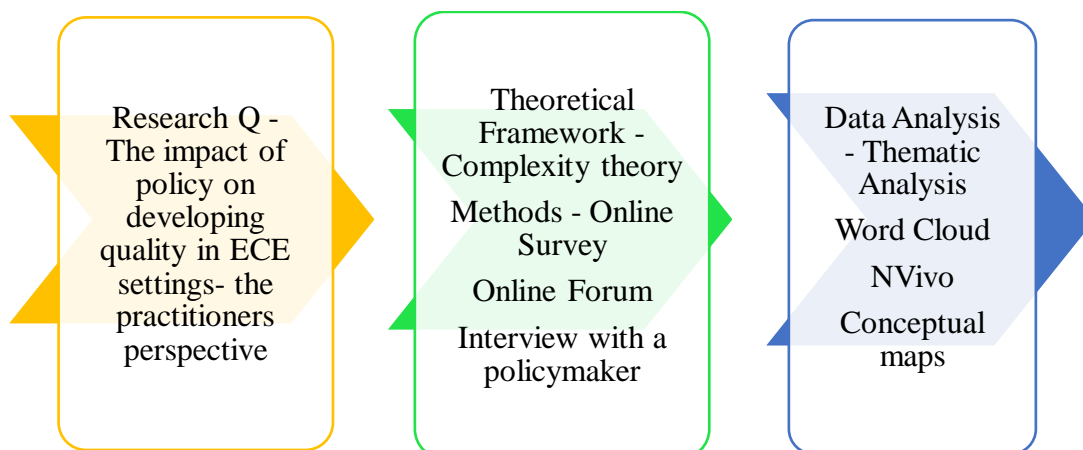 Research Q -
The impact of
policy on
developing
quality in ECE
settings- the
practitioners
perspective
Theoretical
Framework -
Complexity theory
Methods - Online
Survey
Online Forum
Interview with a
policymaker
Data Analysis
- Thematic
Analysis
Word Cloud
NVivo
Conceptual
maps